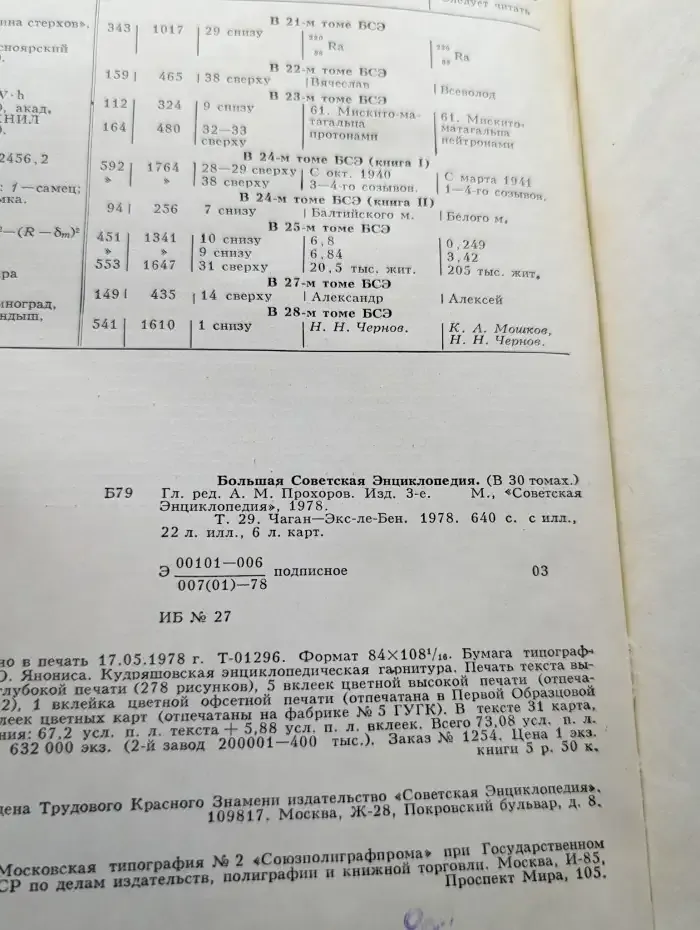 следует читать
В 21-м томе БСЭ
на стерхов»,
343 1017 29 снизу Ra Ra
сноярский
В 22-м томе БСЭ
159 465 38 сверху Вячеслав Всеволод
В 23-м томе БСЭ
V·h
112 324 9 снизу 61. Мискито-матагальпа 61. Мискито-матагальпа
, акад,
НИЛ
164 480 32—33 сверху протонами нейтронами
2456,2
В 24-м томе БСЭ (книга I)
592 1764 28—29 сверху С окт. 1940 С марта 1941
: 1—самец;
» » 38 сверху 3—4-го созывов. 1—4-го созывов.
мка.
В 24-м томе БСЭ (книга II)
94 256 7 снизу Балтийского м. Белого м.
—(R — δm)²
В 25-м томе БСЭ
451 1341 10 снизу 6,8 0,249
» » 9 снизу 6,84 3,42
553 1647 31 сверху 20,5 тыс. жит. 205 тыс. жит.
ра
В 27-м томе БСЭ
149 435 14 сверху Александр Алексей
иноград,
В 28-м томе БСЭ
ндыш,
541 1610 1 снизу Н. Н. Чернов. К. А. Мошков,
Н. Н. Чернов.
Большая Советская Энциклопедия. (В 30 томах.)
Б79 Гл. ред. А. М. Прохоров. Изд. 3-е. М., «Советская
Энциклопедия», 1978.
Т. 29. Чаган—Экс-ле-Бен. 1978. 640 с. с илл.,
22 л. илл., 6 л. карт.
Э 00101—006
007(01)—78 подписное 03
ИБ № 27
но в печать 17.05.1978 г. Т-01296. Формат 84×108¹/₁₆. Бумага типограф-
. Янониса. Кудряшовская энциклопедическая гарнитура. Печать текста вы-
глубокой печати (278 рисунков), 5 вклеек цветной высокой печати (отпеча-
2), 1 вклейка цветной офсетной печати (отпечатана в Первой Образцовой
леек цветных карт (отпечатаны на фабрике № 5 ГУГК). В тексте 31 карта,
ния: 67,2 усл. п. л. текста + 5,88 усл. п. л. вклеек. Всего 73,08 усл. п. л.
632 000 экз. (2-й завод 200001—400 тыс.). Заказ № 1254. Цена 1 экз.
книги 5 р. 50 к.
дена Трудового Красного Знамени издательство «Советская Энциклопедия».
109817. Москва, Ж-28, Покровский бульвар, д. 8.
Московская типография № 2 «Союзполиграфпрома» при Государственном
СР по делам издательств, полиграфии и книжной торговли. Москва, И-85,
Проспект Мира, 105.